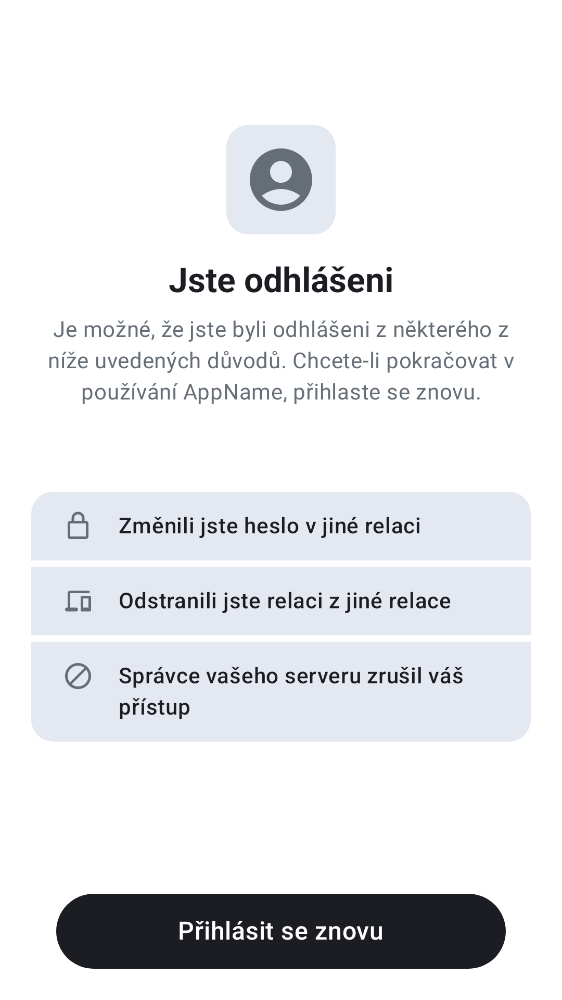 Jste odhlášeni
Je možné, že jste byli odhlášeni z některého z
níže uvedených důvodů. Chcete-li pokračovat v
používání AppName, přihlaste se znovu.
Změnili jste heslo v jiné relaci
Odstranili jste relaci z jiné relace
Správce vašeho serveru zrušil váš
přístup
Přihlásit se znovu